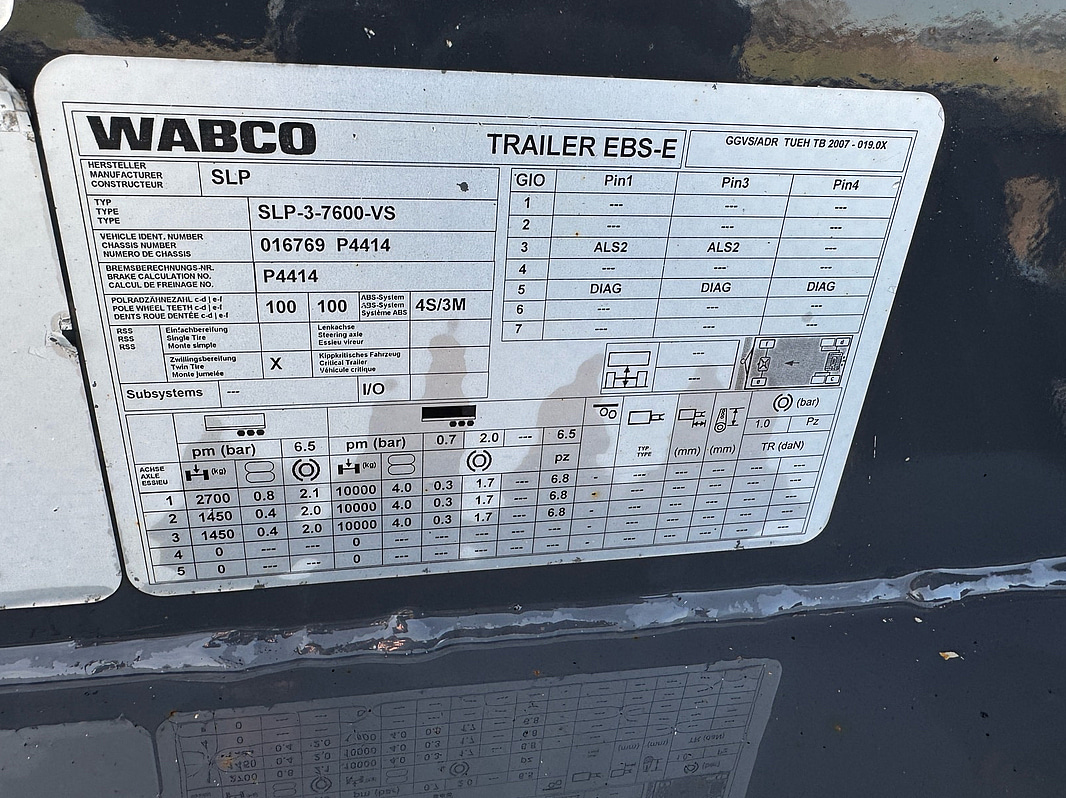 WABCO TRAILER EBS-E GGVS/ADR TUEH TB 2007 - 019.0X
HERSTELLER
MANUFACTURER
CONSTRUCTEUR
SLP
TYP
TYPE
TYPE
SLP-3-7600-VS
VEHICLE IDENT. NUMBER
CHASSIS NUMBER
NUMERO DE CHASSIS
016769 P4414
BREMSBERECHNUNGS-NR.
BRAKE CALCULATION NO.
CALCUL DE FREINAGE NO.
P4414
POLRADZÄHNEZAHL c-d | e-f
POLE WHEEL TEETH c-d | e-f
DENTS ROUE DENTÉE c-d | e-f
100 100
ABS-System
ABS-System
Système ABS
4S/3M
RSS
RSS
RSS
Einfachbereifung
Single Tire
Monte simple
Lenkachse
Steering axle
Essieu vireur
Zwillingsbereifung
Twin Tire
Monte jumelée
X
Kippkritisches Fahrzeug
Critical Trailer
Véhicule critique
Subsystems --- I/O
GIO Pin1 Pin3 Pin4
1 --- --- ---
2 --- --- ---
3 ALS2 ALS2 ---
4 --- --- ---
5 DIAG DIAG DIAG
6 --- --- ---
7 --- --- ---
---
---
pm (bar) 6.5 pm (bar) 0.7 2.0 --- 6.5
(bar)
1.0 Pz
ACHSE
AXLE
ESSIEU
(kg) (kg) pz
TYP
TYPE
(mm) (mm) TR (daN)
1 2700 0.8 2.1 10000 4.0 0.3 1.7 --- 6.8 - --- --- --- --- ---
2 1450 0.4 2.0 10000 4.0 0.3 1.7 --- 6.8 - --- --- --- --- ---
3 1450 0.4 2.0 10000 4.0 0.3 1.7 --- 6.8 - --- --- --- --- ---
4 0 --- --- 0 --- --- --- --- --- - --- --- --- --- ---
5 0 --- --- 0 --- --- --- --- --- - --- --- --- --- ---